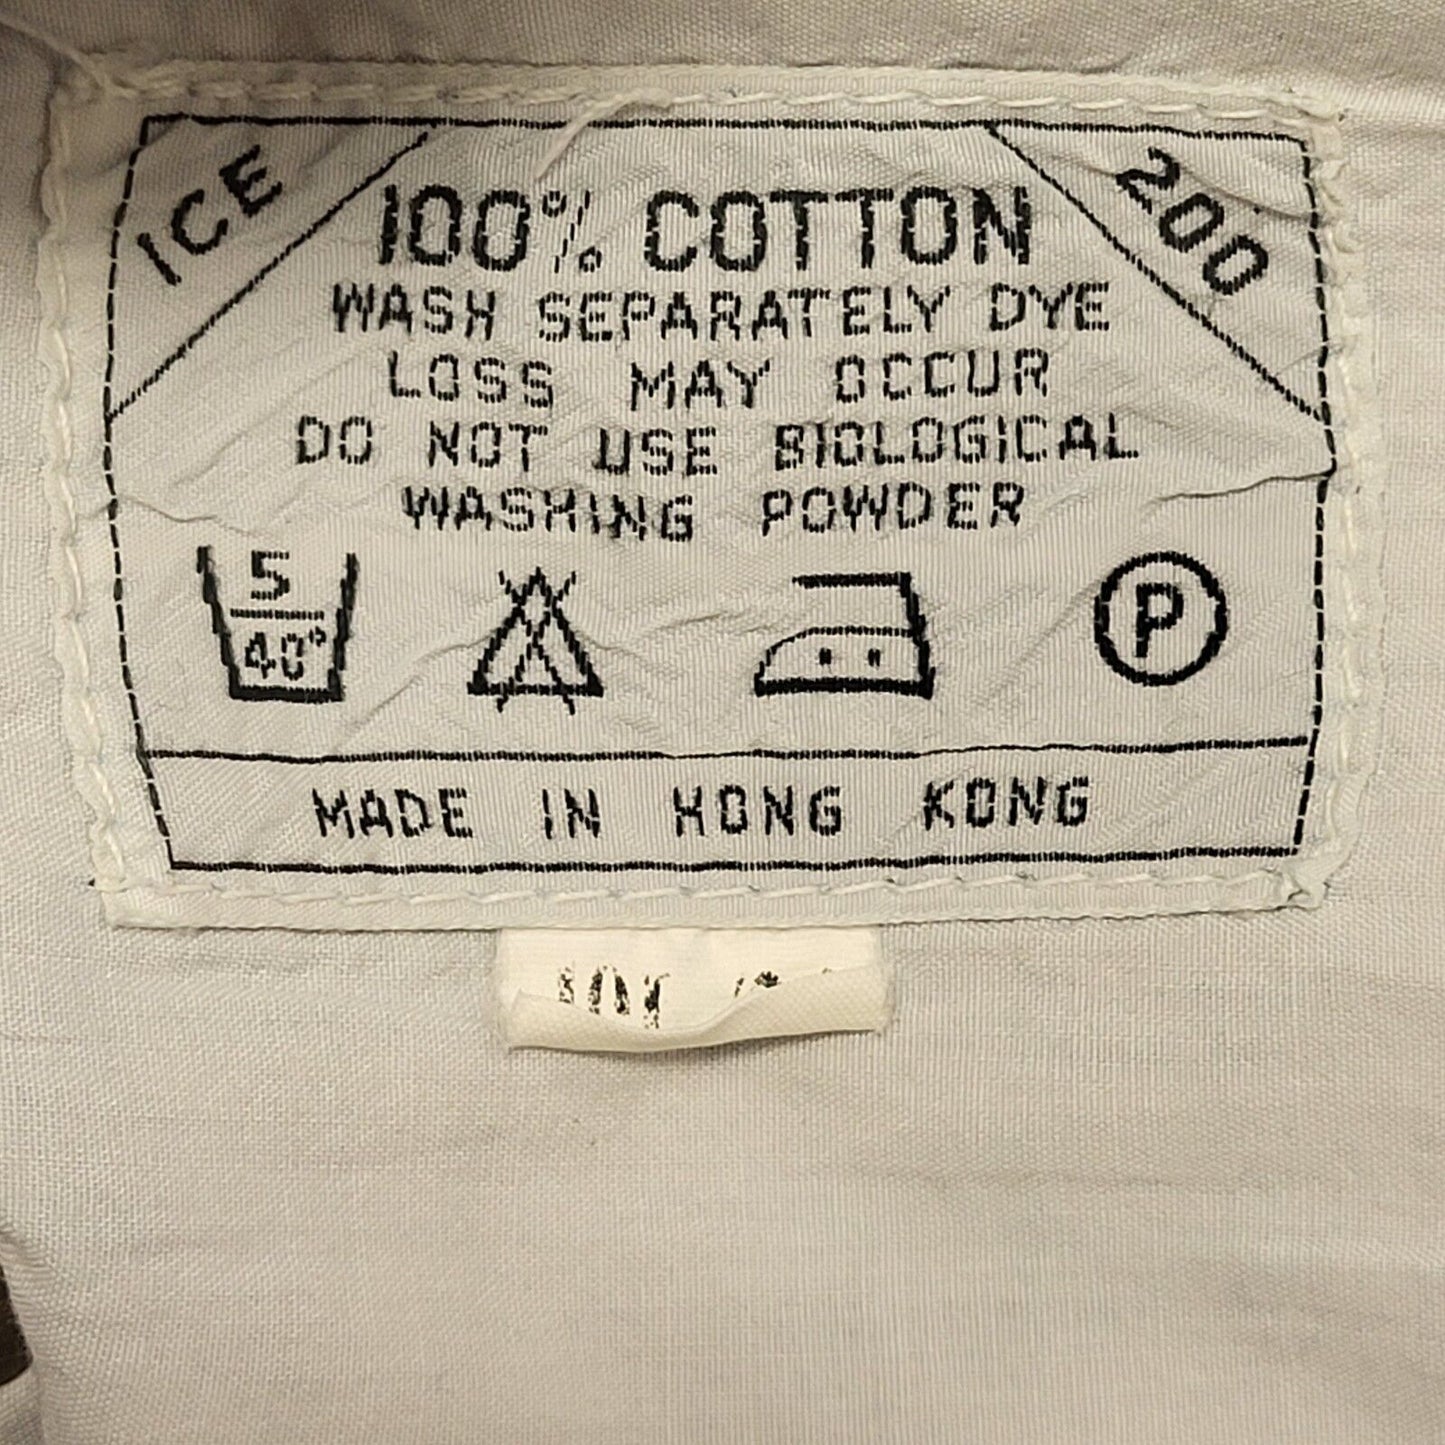 ICE
200
100% COTTON
WASH SEPARATELY DYE
LOSS MAY OCCUR
DO NOT USE BIOLOGICAL
WASHING POWDER
5
40°
P
MADE IN HONG KONG